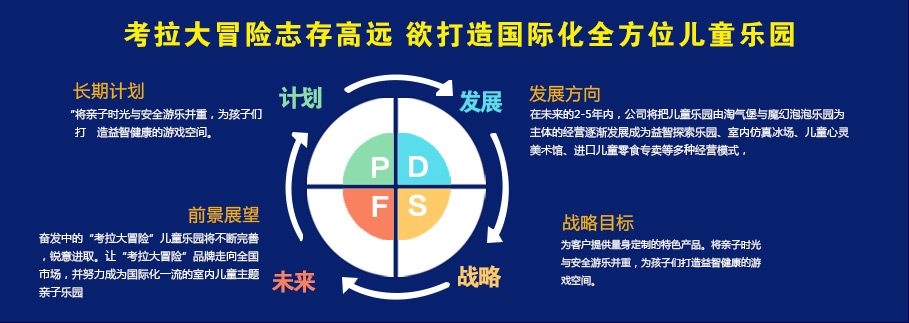 考拉大冒险志存高远 欲打造国际化全方位儿童乐园
长期计划
“将亲子时光与安全游乐并重，为孩子们
打 造益智健康的游戏空间。
计划
发展
发展方向
在未来的2-5年内，公司将把儿童乐园由淘气堡与魔幻泡泡乐园为
主体的经营逐渐发展成为益智探索乐园、室内仿真冰场、儿童心灵
美术馆、进口儿童零食专卖等多种经营模式，
P
D
F
S
前景展望
奋发中的“考拉大冒险”儿童乐园将不断完善
，锐意进取。让“考拉大冒险”品牌走向全国
市场，并努力成为国际化一流的室内儿童主题
亲子乐园
未来
战略
战略目标
为客户提供量身定制的特色产品。将亲子时光
与安全游乐并重，为孩子们打造益智健康的游
戏空间。